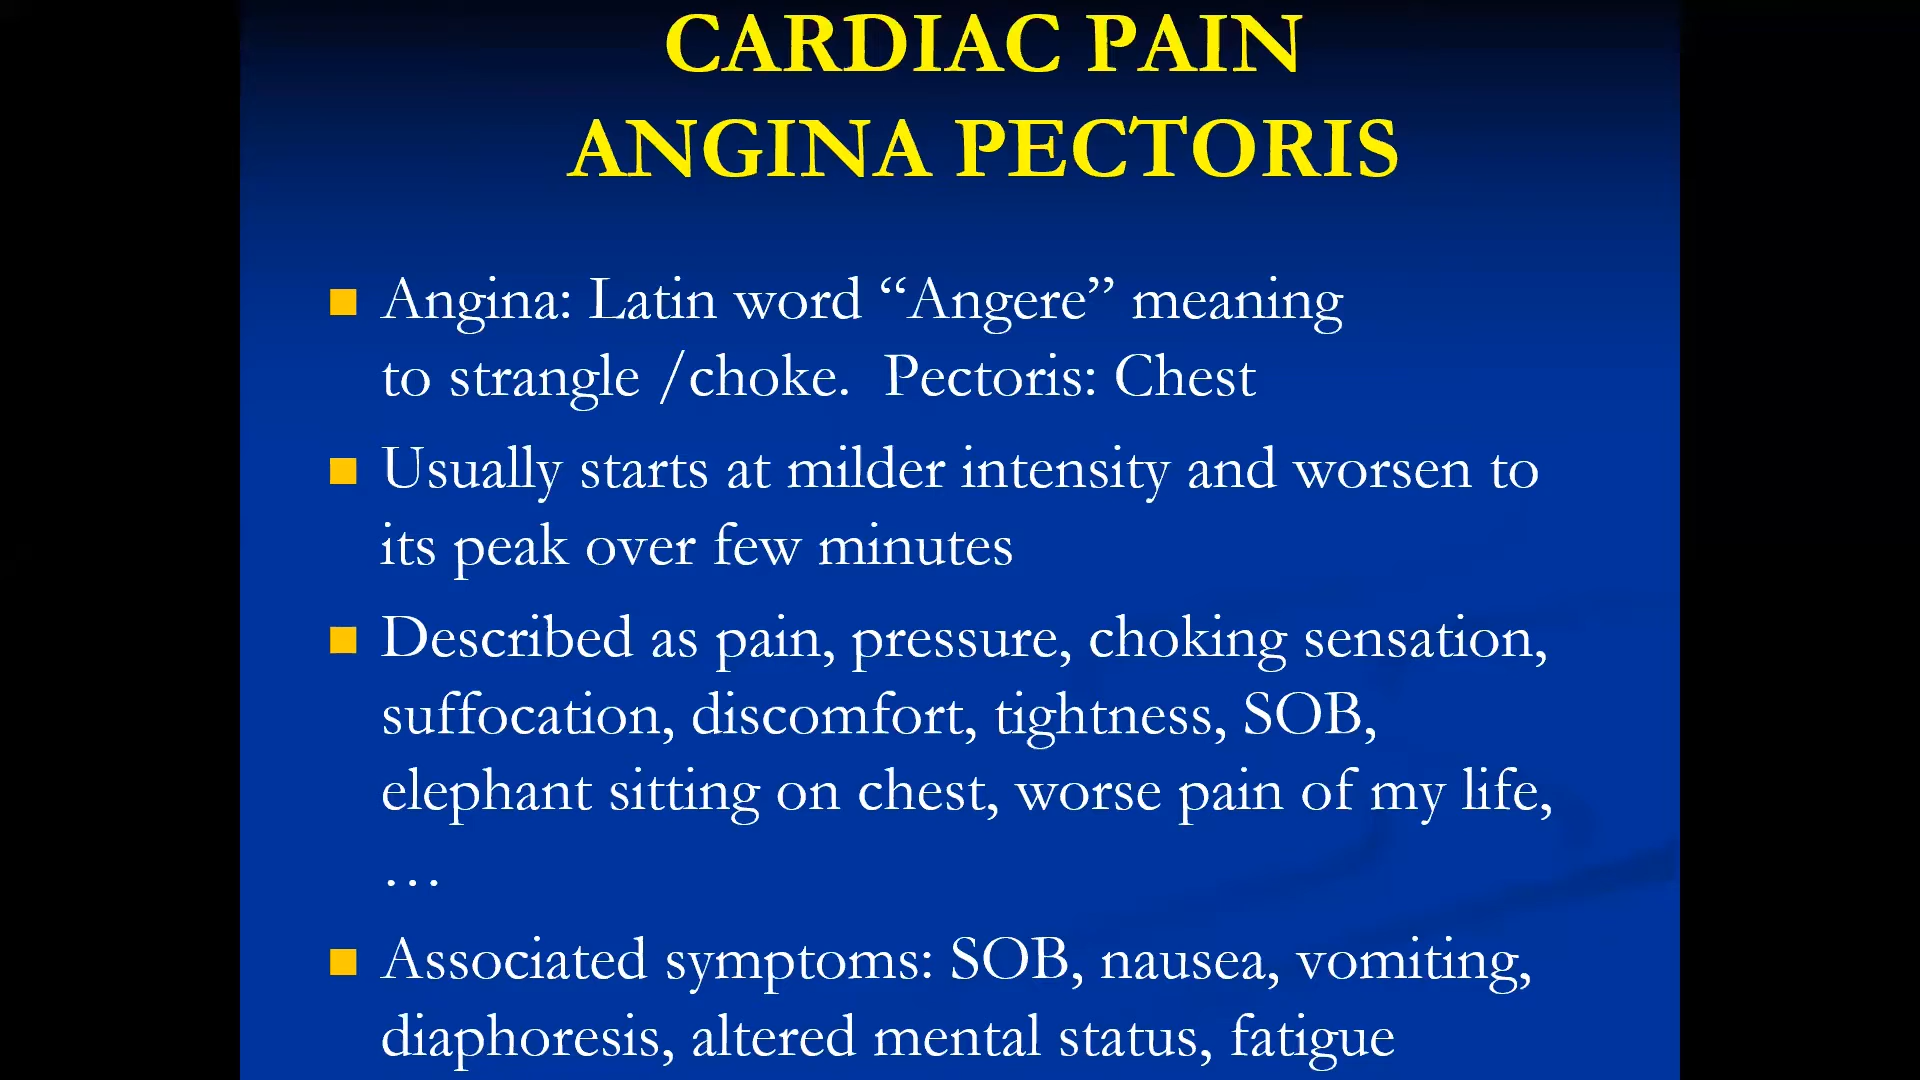 CARDIAC PAIN
ANGINA PECTORIS
■ Angina: Latin word “Angere” meaning
to strangle /choke.  Pectoris: Chest
■ Usually starts at milder intensity and worsen to
its peak over few minutes
■ Described as pain, pressure, choking sensation,
suffocation, discomfort, tightness, SOB,
elephant sitting on chest, worse pain of my life,
…
■ Associated symptoms: SOB, nausea, vomiting,
diaphoresis, altered mental status, fatigue